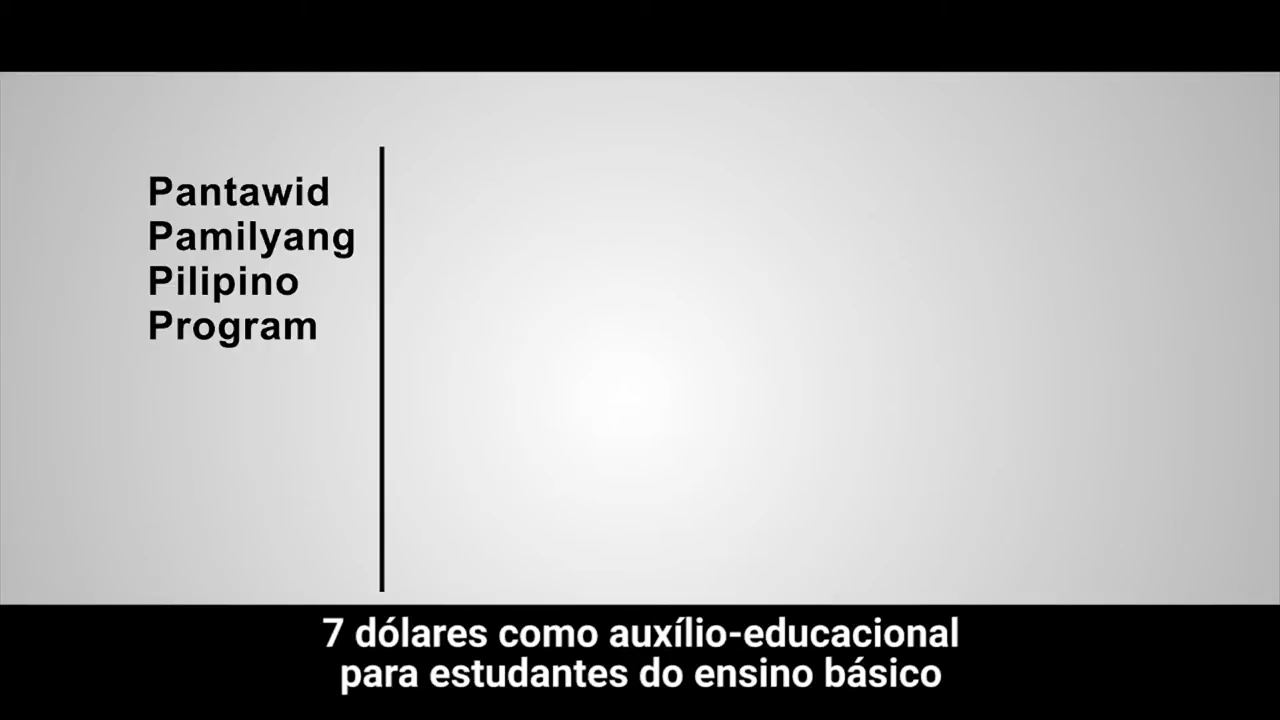 Pantawid
Pamilyang
Pilipino
Program
7 dólares como auxílio-educacional
para estudantes do ensino básico